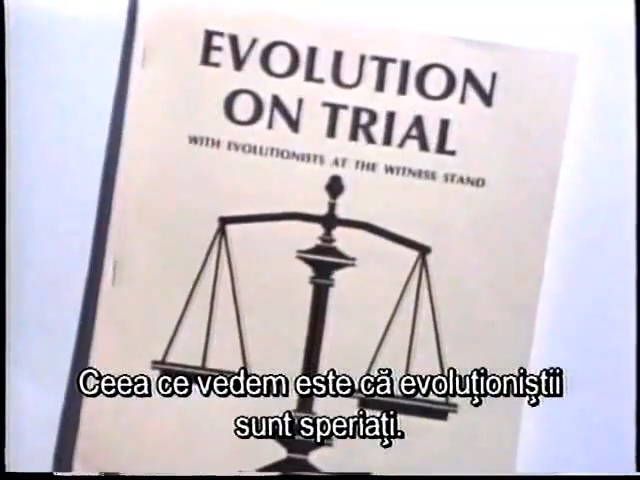 EVOLUTION
ON TRIAL
WITH EVOLUTIONISTS AT THE WITNESS STAND
Ceea ce vedem este că evoluţioniştii
sunt speriaţi.